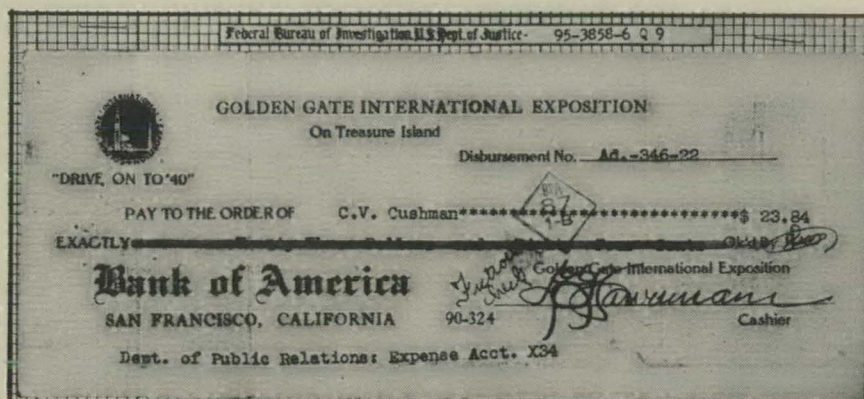 Federal Bureau of Investigation, U.S. Dept. of Justice- 95-3858-6 Q 9
GOLDEN GATE INTERNATIONAL EXPOSITION
On Treasure Island
Disbursement No. Ad.-346-22
"DRIVE ON TO '40"
PAY TO THE ORDER OF C.V. Cushman**************************$ 23.84
87
1-B
EXACTLY Ok'd By
Golden Gate International Exposition
Bank of America
SAN FRANCISCO, CALIFORNIA 90-324 Cashier
Dept. of Public Relations: Expense Acct. X34